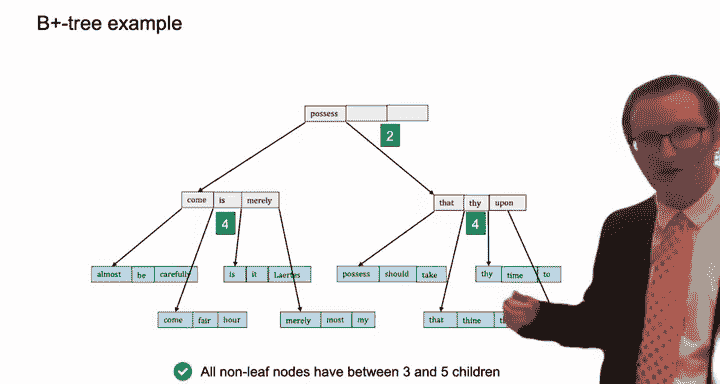 B+-tree example
possess
2
come is merely
4
that thy upon
4
almost be carefully
is it Laertes
possess should take
thy time to
come fair hour
merely most my
that thine
All non-leaf nodes have between 3 and 5 children